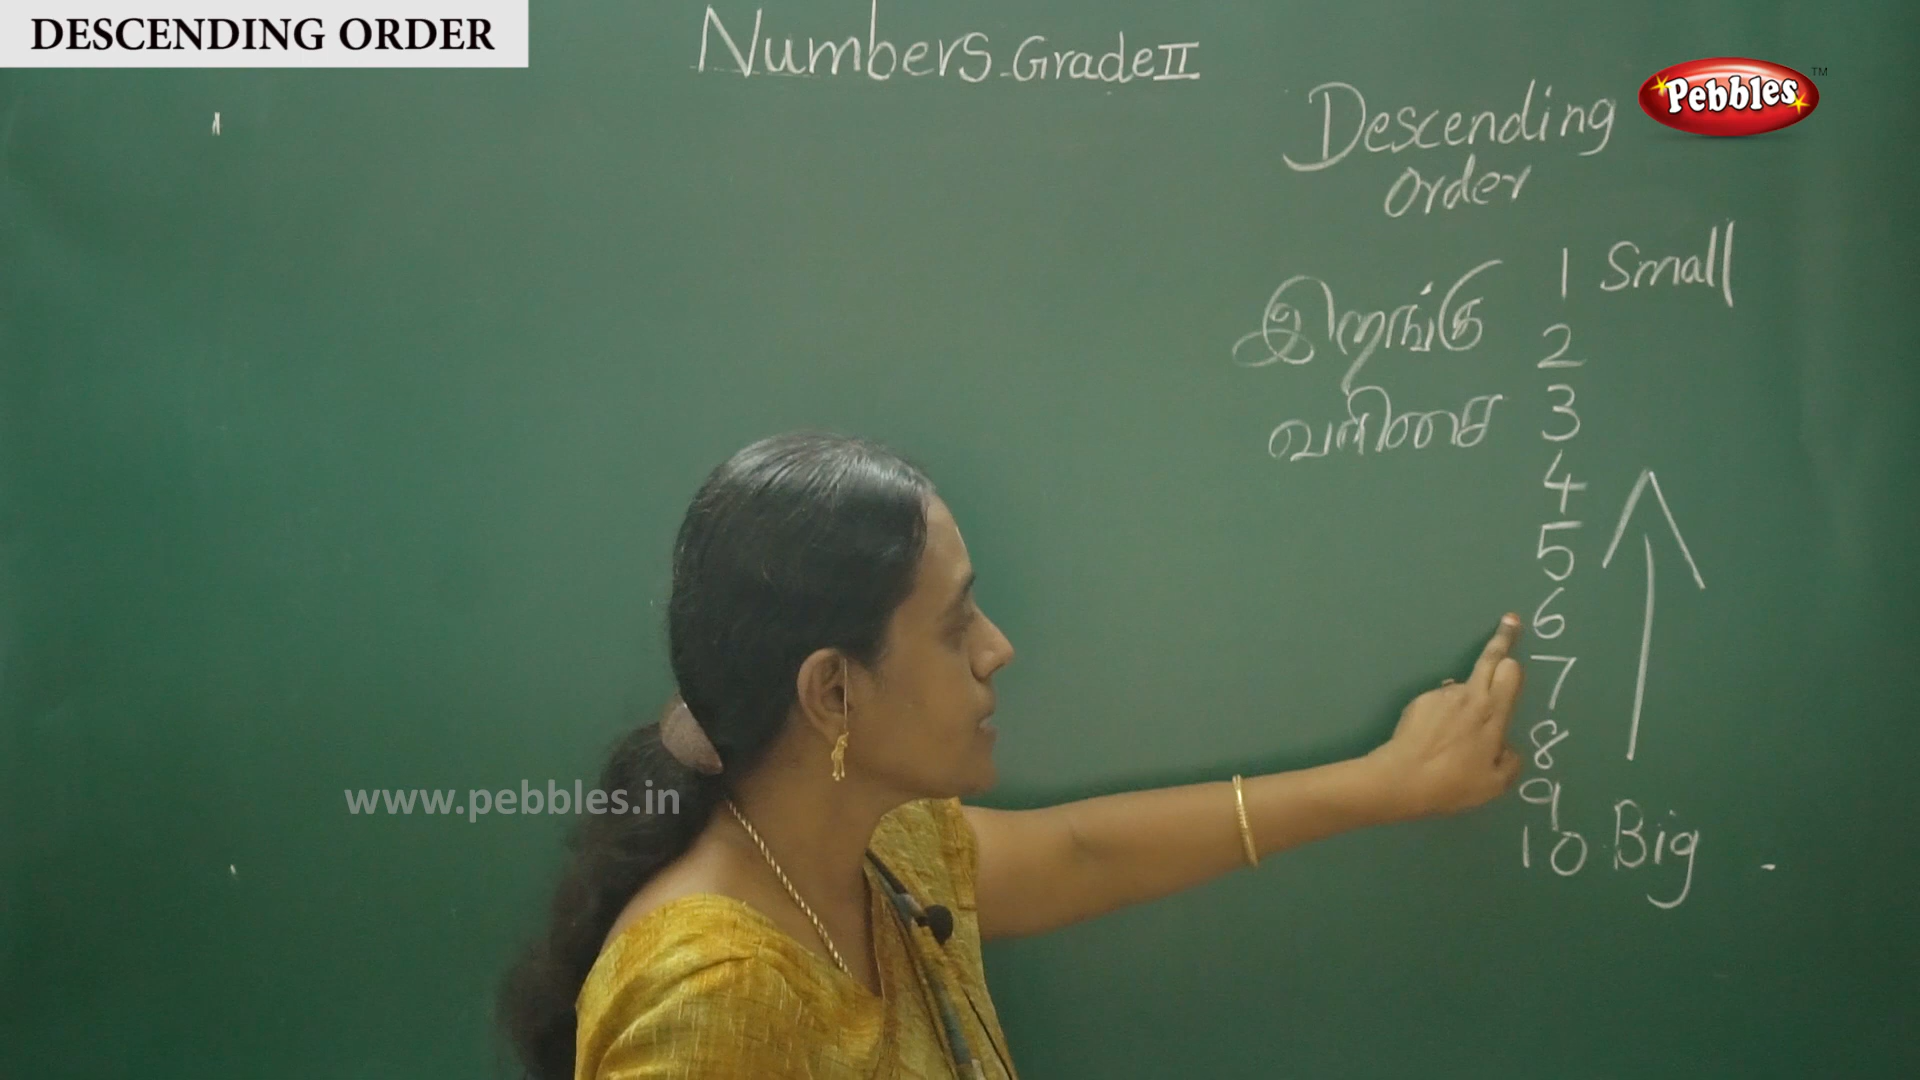 DESCENDING ORDER
Numbers - Grade II
Pebbles TM
Descending
order
இறங்கு
வரிசை
1 Small
2
3
4
5
6
7
8
9
10 Big
www.pebbles.in